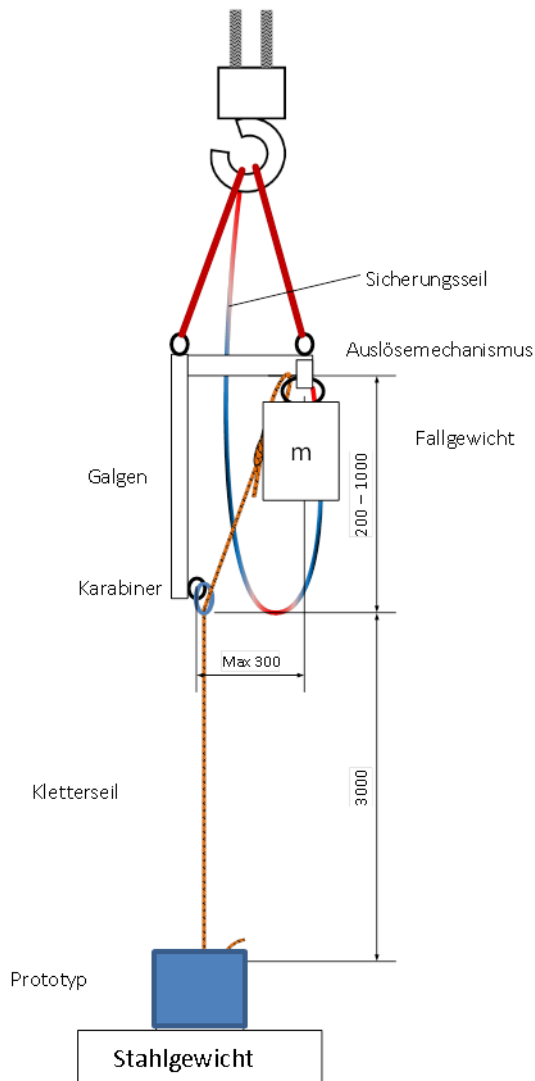 Sicherungsseil
Auslösemechanismus
Fallgewicht
m
Galgen
200 – 1000
Karabiner
Max 300
Kletterseil
3000
Prototyp
Stahlgewicht